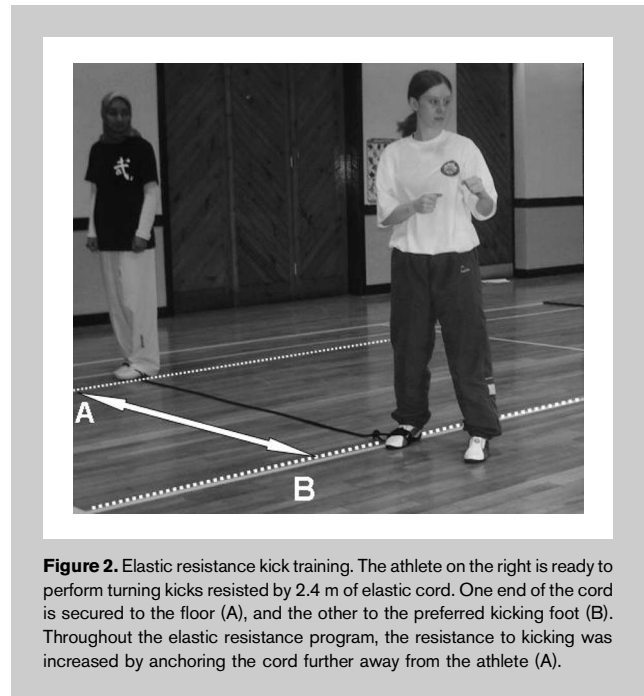 武
A
B
Figure 2. Elastic resistance kick training. The athlete on the right is ready to
perform turning kicks resisted by 2.4 m of elastic cord. One end of the cord
is secured to the floor (A), and the other to the preferred kicking foot (B).
Throughout the elastic resistance program, the resistance to kicking was
increased by anchoring the cord further away from the athlete (A).